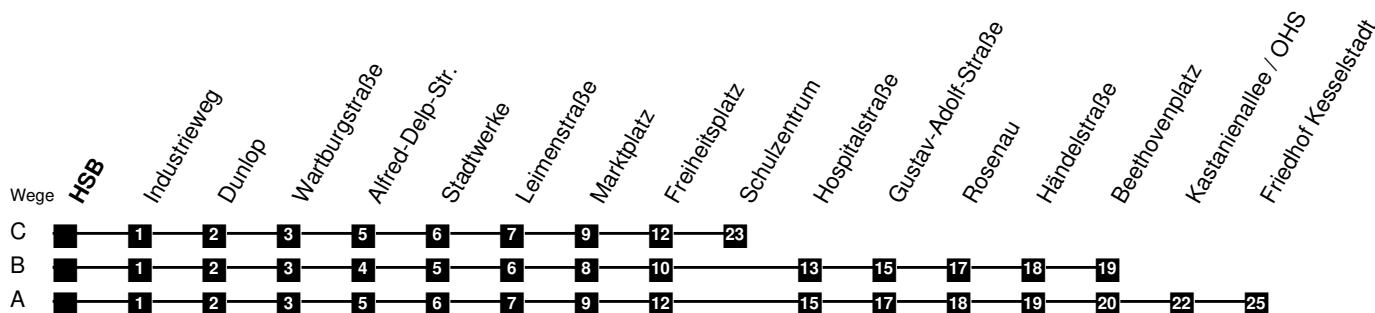 Wege HSB Industrieweg Dunlop Wartburgstraße Alfred-Delp-Str. Stadtwerke Leimenstraße Marktplatz Freiheitsplatz Schulzentrum Hospitalstraße Gustav-Adolf-Straße Rosenau Händelstraße Beethovenplatz Kastanienallee / OHS Friedhof Kesselstadt
C 1 2 3 5 6 7 9 12 23
B 1 2 3 4 5 6 8 10 13 15 17 18 19
A 1 2 3 5 6 7 9 12 15 17 18 19 20 22 25